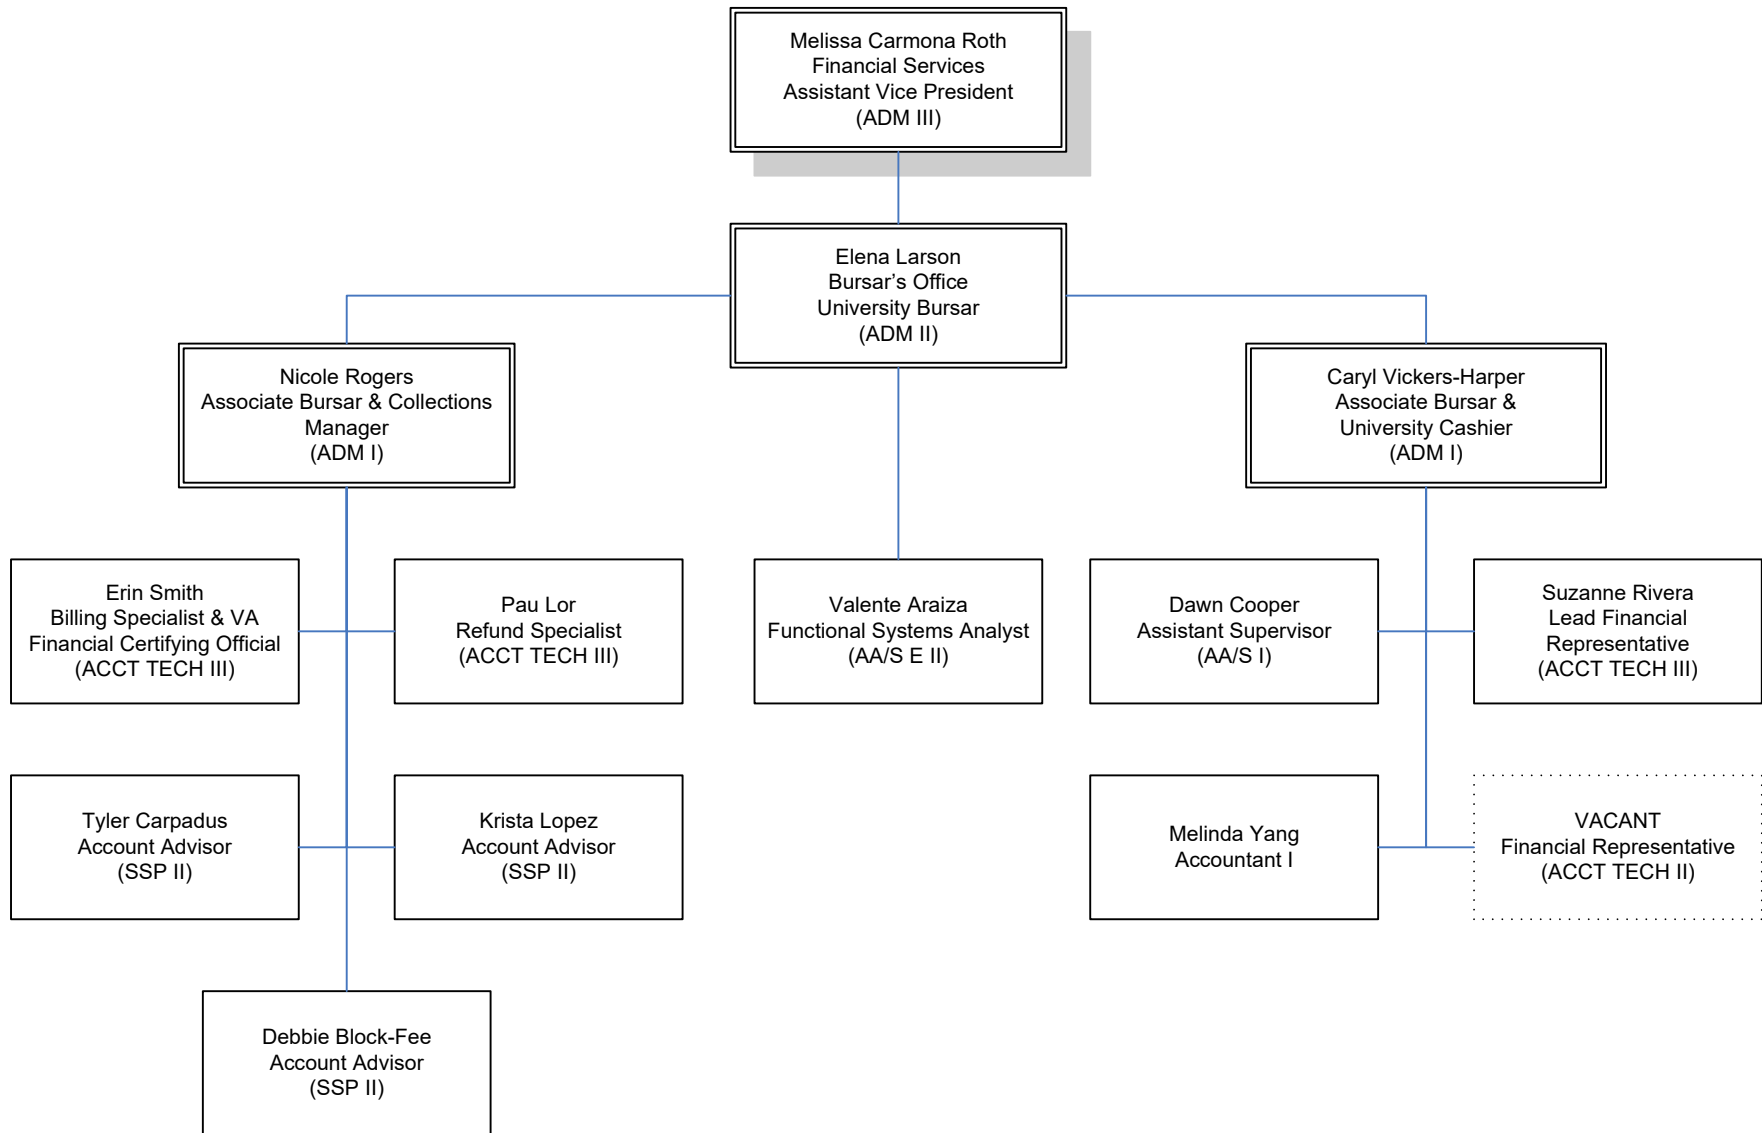 Melissa Carmona Roth
Financial Services
Assistant Vice President
(ADM III)
Elena Larson
Bursar’s Office
University Bursar
(ADM II)
Nicole Rogers
Associate Bursar & Collections
Manager
(ADM I)
Caryl Vickers-Harper
Associate Bursar &
University Cashier
(ADM I)
Erin Smith
Billing Specialist & VA
Financial Certifying Official
(ACCT TECH III)
Pau Lor
Refund Specialist
(ACCT TECH III)
Valente Araiza
Functional Systems Analyst
(AA/S E II)
Dawn Cooper
Assistant Supervisor
(AA/S I)
Suzanne Rivera
Lead Financial
Representative
(ACCT TECH III)
Tyler Carpadus
Account Advisor
(SSP II)
Krista Lopez
Account Advisor
(SSP II)
Melinda Yang
Accountant I
VACANT
Financial Representative
(ACCT TECH II)
Debbie Block-Fee
Account Advisor
(SSP II)